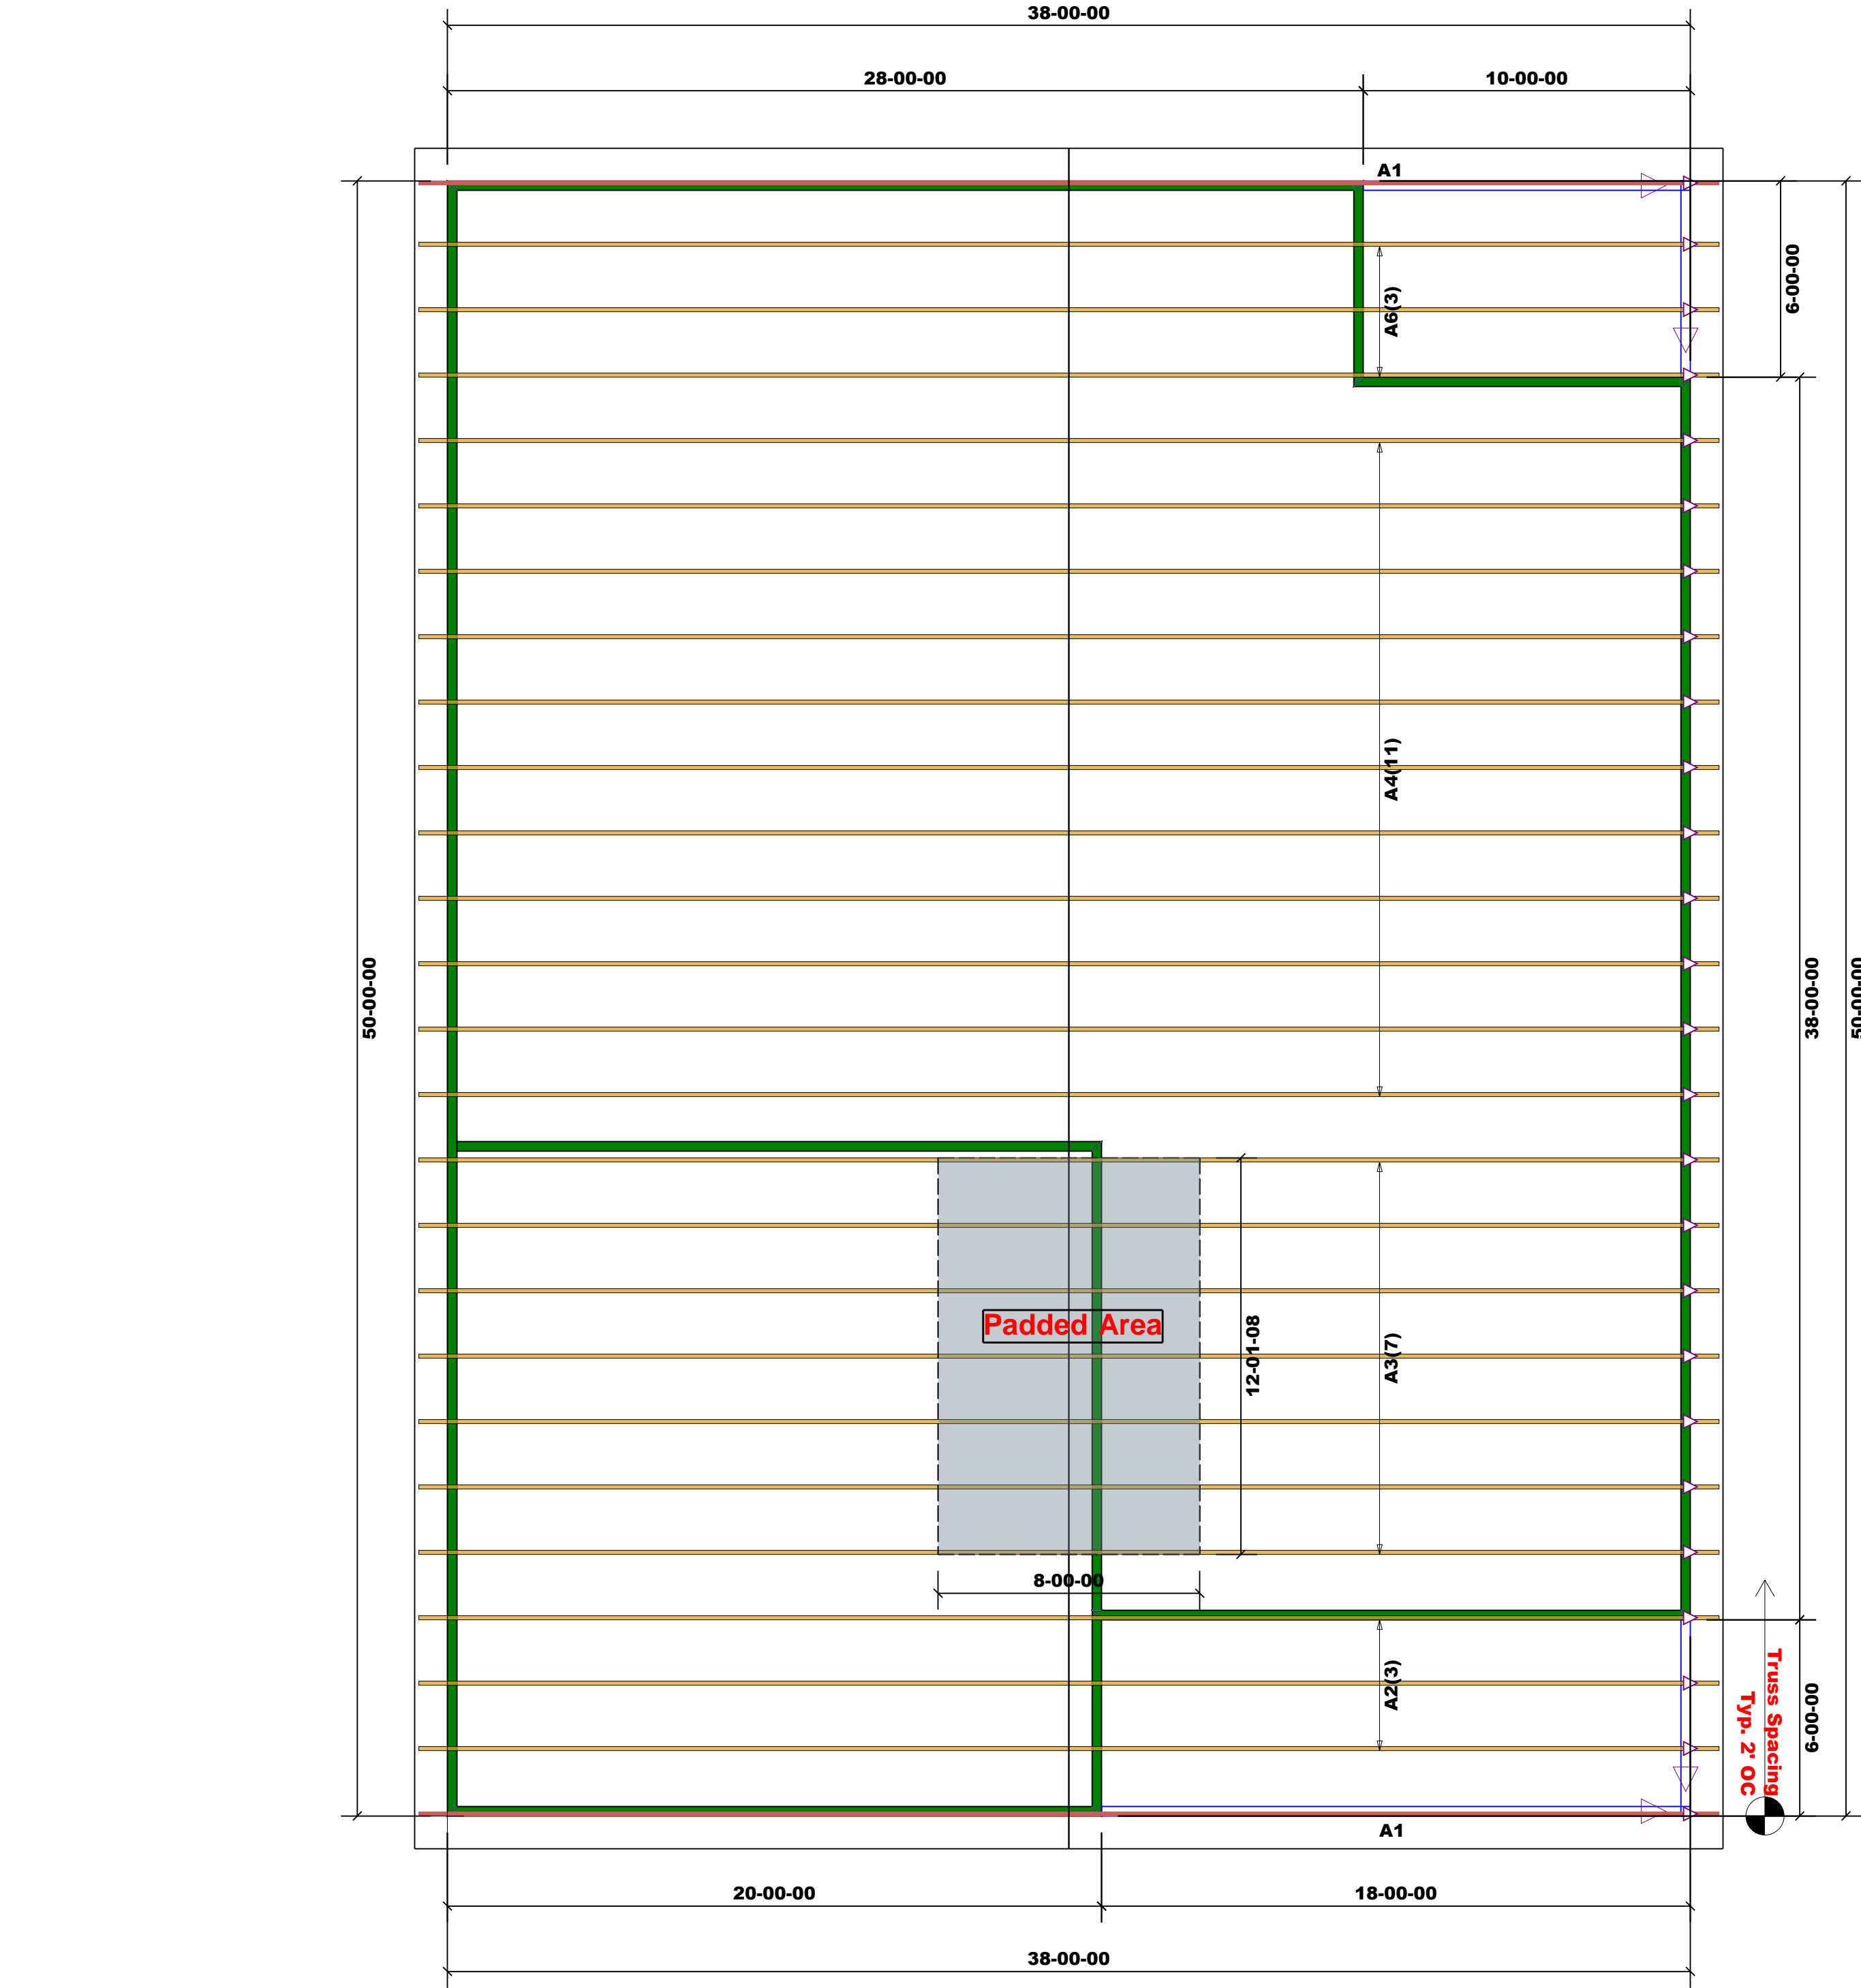 38-00-00
28-00-00
10-00-00
A1
6-00-00
A6(3)
A4(11)
50-00-00
38-00-00
50-00-00
Padded Area
12-01-08
A3(7)
8-00-00
A2(3)
Truss Spacing
Typ. 2' OC
6-00-00
A1
20-00-00
18-00-00
38-00-00